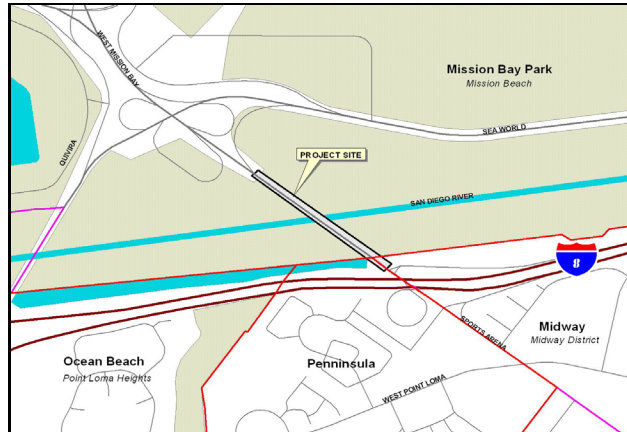 WEST MISSION BAY
Mission Bay Park
Mission Beach
SEA WORLD
QUIVIRA
PROJECT SITE
SAN DIEGO RIVER
8
SPORTS ARENA
Midway
Midway District
Ocean Beach
Point Loma Heights
Penninsula
WEST POINT LOMA